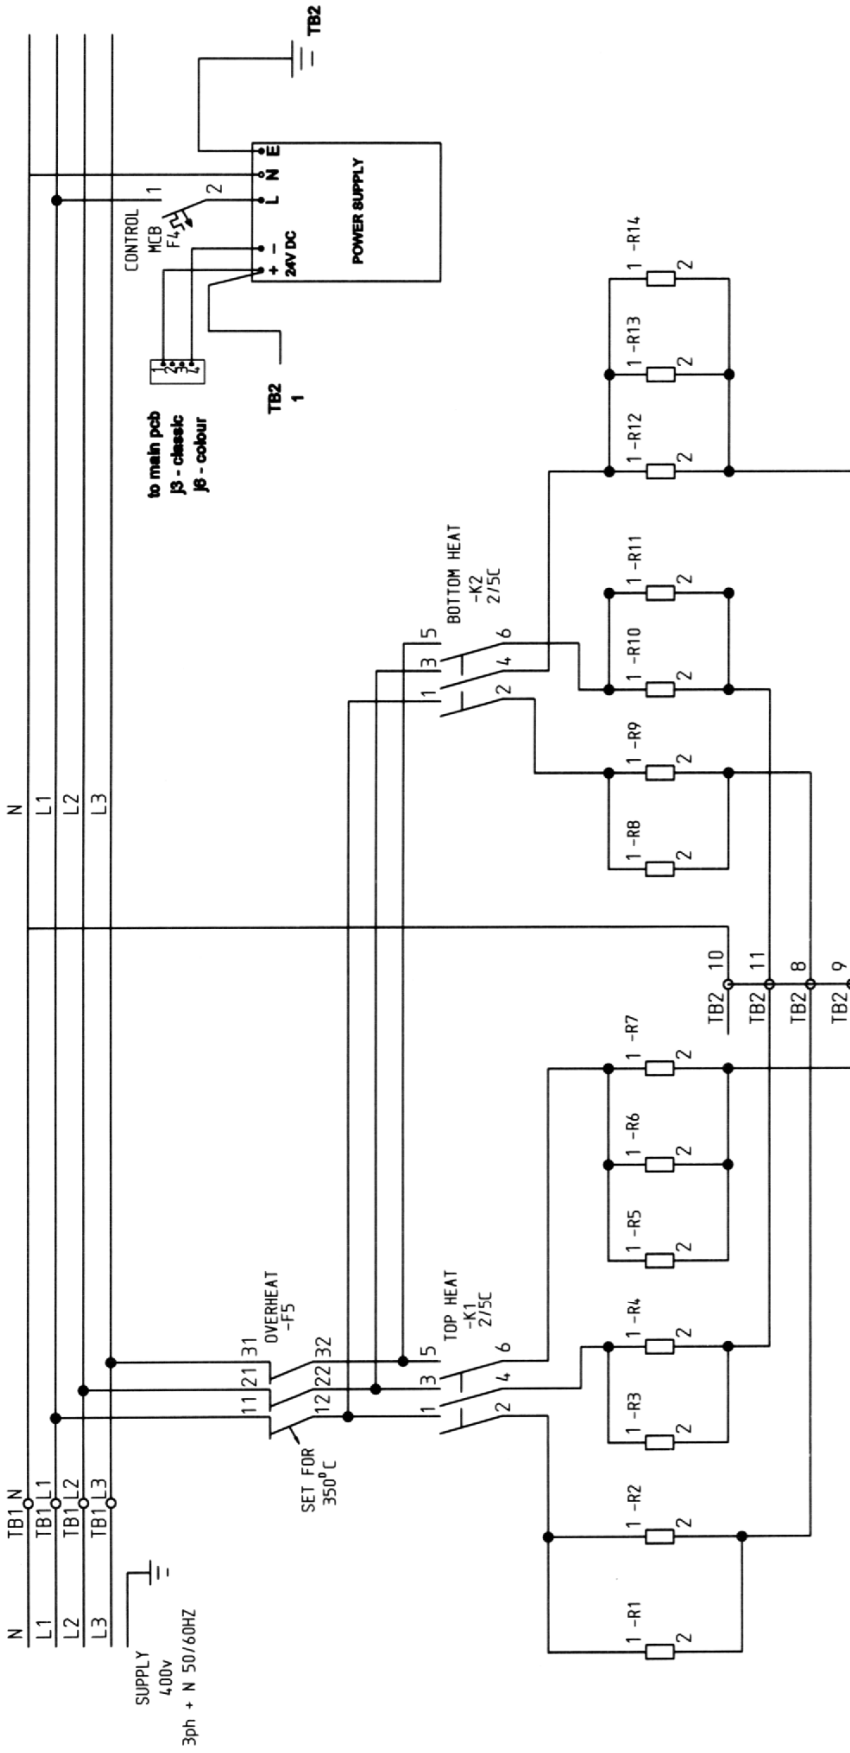 N
L1
L2
L3
SUPPLY
400v
3ph + N 50/60HZ
TB1 N
TB1 L1
TB1 L2
TB1 L3
11 21 31
12 22 32
OVERHEAT
-F5
SET FOR
350°C
1 3 5
2 4 6
TOP HEAT
-K1
2/5C
1 -R1
2
1 -R2
2
1 -R3
2
1 -R4
2
1 -R5
2
1 -R6
2
1 -R7
2
TB2 10
TB2 11
TB2 8
TB2 9
N
L1
L2
L3
1 3 5
2 4 6
BOTTOM HEAT
-K2
2/5C
1 -R8
2
1 -R9
2
1 -R10
2
1 -R11
2
1 -R12
2
1 -R13
2
1 -R14
2
to main pcb
j3 - classic
j6 - colour
1
2
3
4
TB2
1
CONTROL
MCB
F4
1
2
+ - L N E
24V DC
POWER SUPPLY
TB2